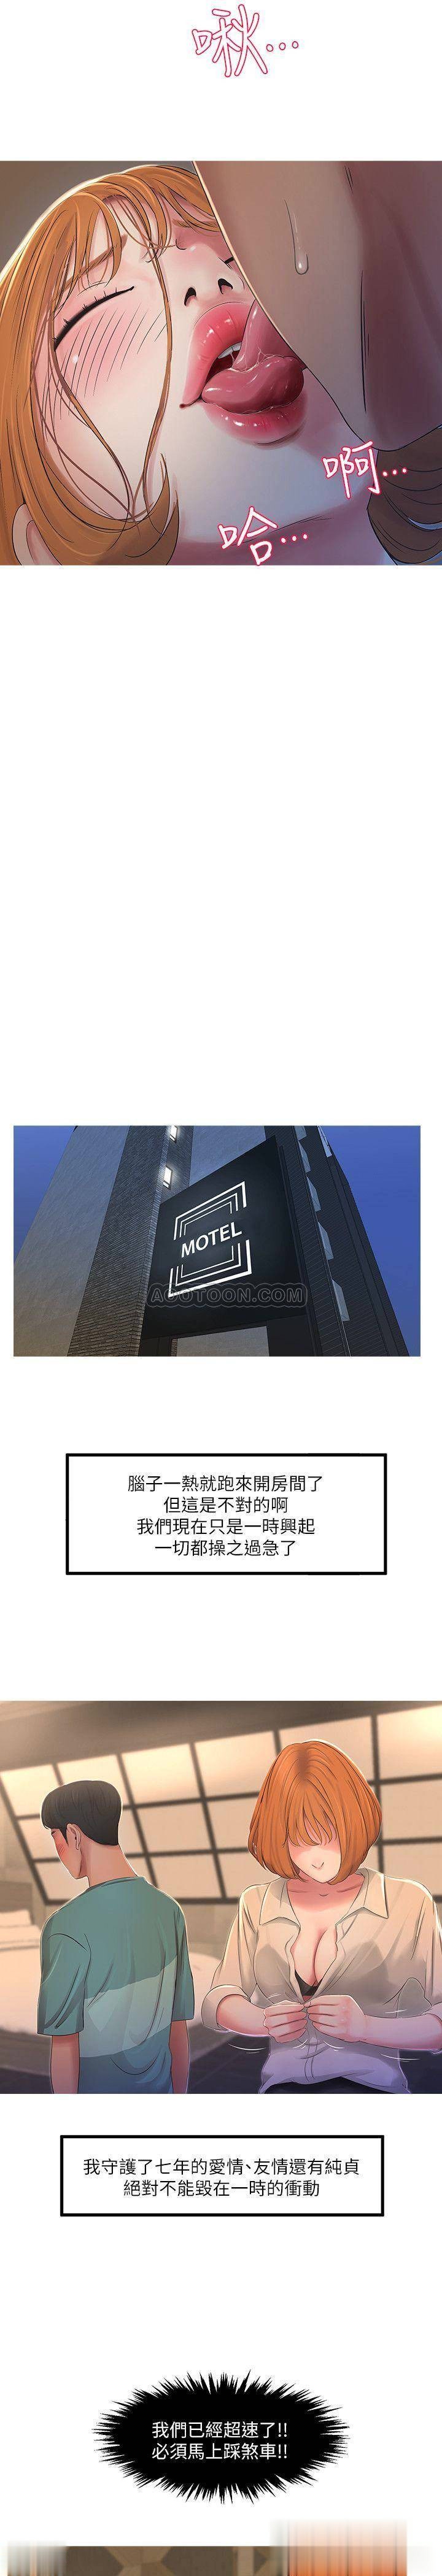 啾…
啊…
哈…
MOTEL
AOOTOON.COM
腦子一熱就跑來開房間了
但這是不對的啊
我們現在只是一時興起
一切都操之過急了
我守護了七年的愛情、友情還有純貞
絕對不能毀在一時的衝動
我們已經超速了!!
必須馬上踩煞車!!